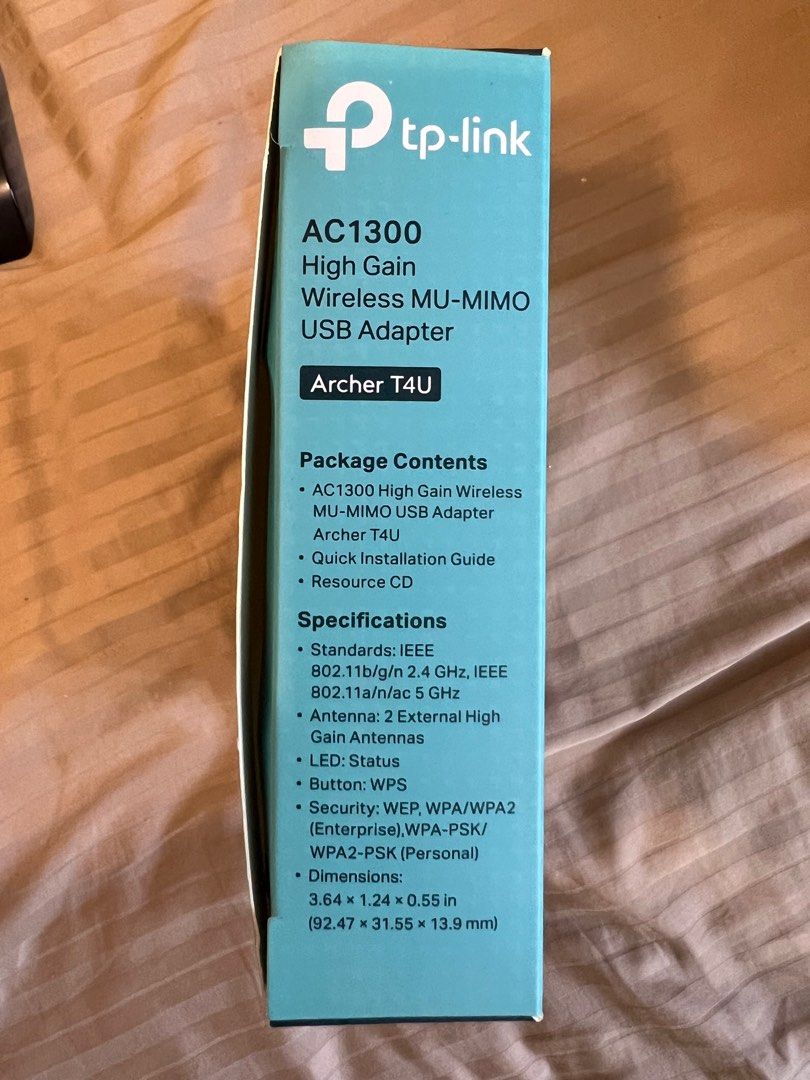 tp-link
AC1300
High Gain
Wireless MU-MIMO
USB Adapter
Archer T4U
Package Contents
• AC1300 High Gain Wireless
MU-MIMO USB Adapter
Archer T4U
• Quick Installation Guide
• Resource CD
Specifications
• Standards: IEEE
802.11b/g/n 2.4 GHz, IEEE
802.11a/n/ac 5 GHz
• Antenna: 2 External High
Gain Antennas
• LED: Status
• Button: WPS
• Security: WEP, WPA/WPA2
(Enterprise),WPA-PSK/
WPA2-PSK (Personal)
• Dimensions:
3.64 × 1.24 × 0.55 in
(92.47 × 31.55 × 13.9 mm)